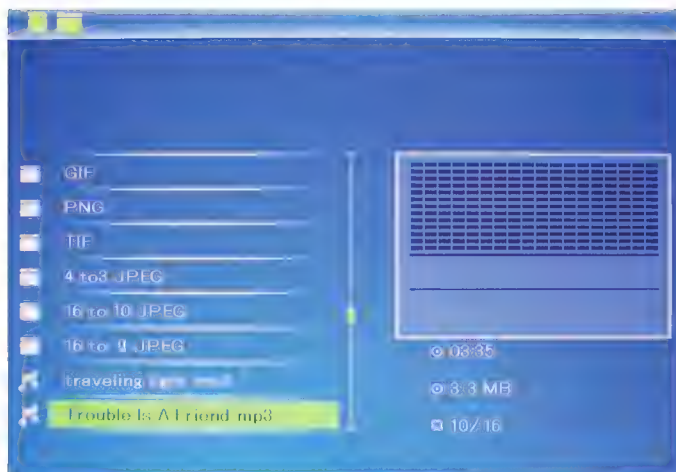 GIF
PNG
TIF
4 to3 JPEG
16 to 10 JPEG
16 to 9 JPEG
traveling
Trouble Is A Friend mp3
03:35
3.3 MB
10/16